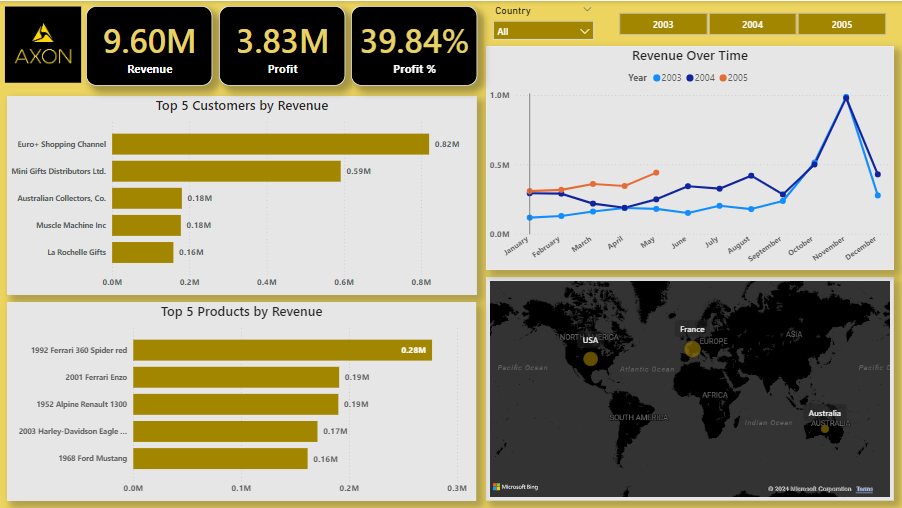 AXON
9.60M
Revenue
3.83M
Profit
39.84%
Profit %
Country
All
2003
2004
2005
Top 5 Customers by Revenue
Euro+ Shopping Channel
0.82M
Mini Gifts Distributors Ltd.
0.59M
Australian Collectors, Co.
0.18M
Muscle Machine Inc
0.18M
La Rochelle Gifts
0.16M
0.0M 0.2M 0.4M 0.6M 0.8M
Revenue Over Time
Year 2003 2004 2005
1.0M
0.5M
0.0M
January February March April May June July August September October November December
Top 5 Products by Revenue
1992 Ferrari 360 Spider red
0.28M
2001 Ferrari Enzo
0.19M
1952 Alpine Renault 1300
0.19M
2003 Harley-Davidson Eagle ...
0.17M
1968 Ford Mustang
0.16M
0.0M 0.1M 0.2M 0.3M
NORTH AMERICA
USA
France
EUROPE
ASIA
Pacific Ocean
Atlantic Ocean
Pacific O
AFRICA
SOUTH AMERICA
Indian Ocean
Australia
AUSTRALIA
Microsoft Bing
© 2024 Microsoft Corporation Terms